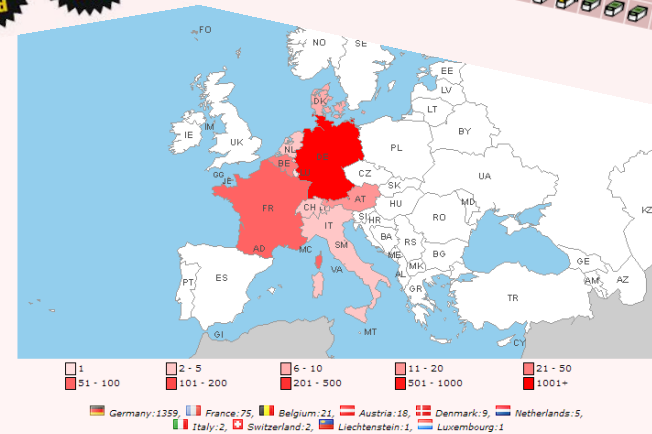 FO
NO
SE
EE
LV
DK
LT
IE
IM
UK
BY
NL
PL
BE
GG
JE
CZ
UA
SK
AT
FR
CH
HU
MD
KZ
SI
HR
RO
IT
BA
RS
AD
MC
SM
ME
BG
MK
GE
VA
AL
PT
ES
AM
AZ
GR
TR
GI
MT
CY
1 2 - 5 6 - 10 11 - 20 21 - 50
51 - 100 101 - 200 201 - 500 501 - 1000 1001+
Germany:1359, France:75, Belgium:21, Austria:18, Denmark:9, Netherlands:5,
Italy:2, Switzerland:2, Liechtenstein:1, Luxembourg:1